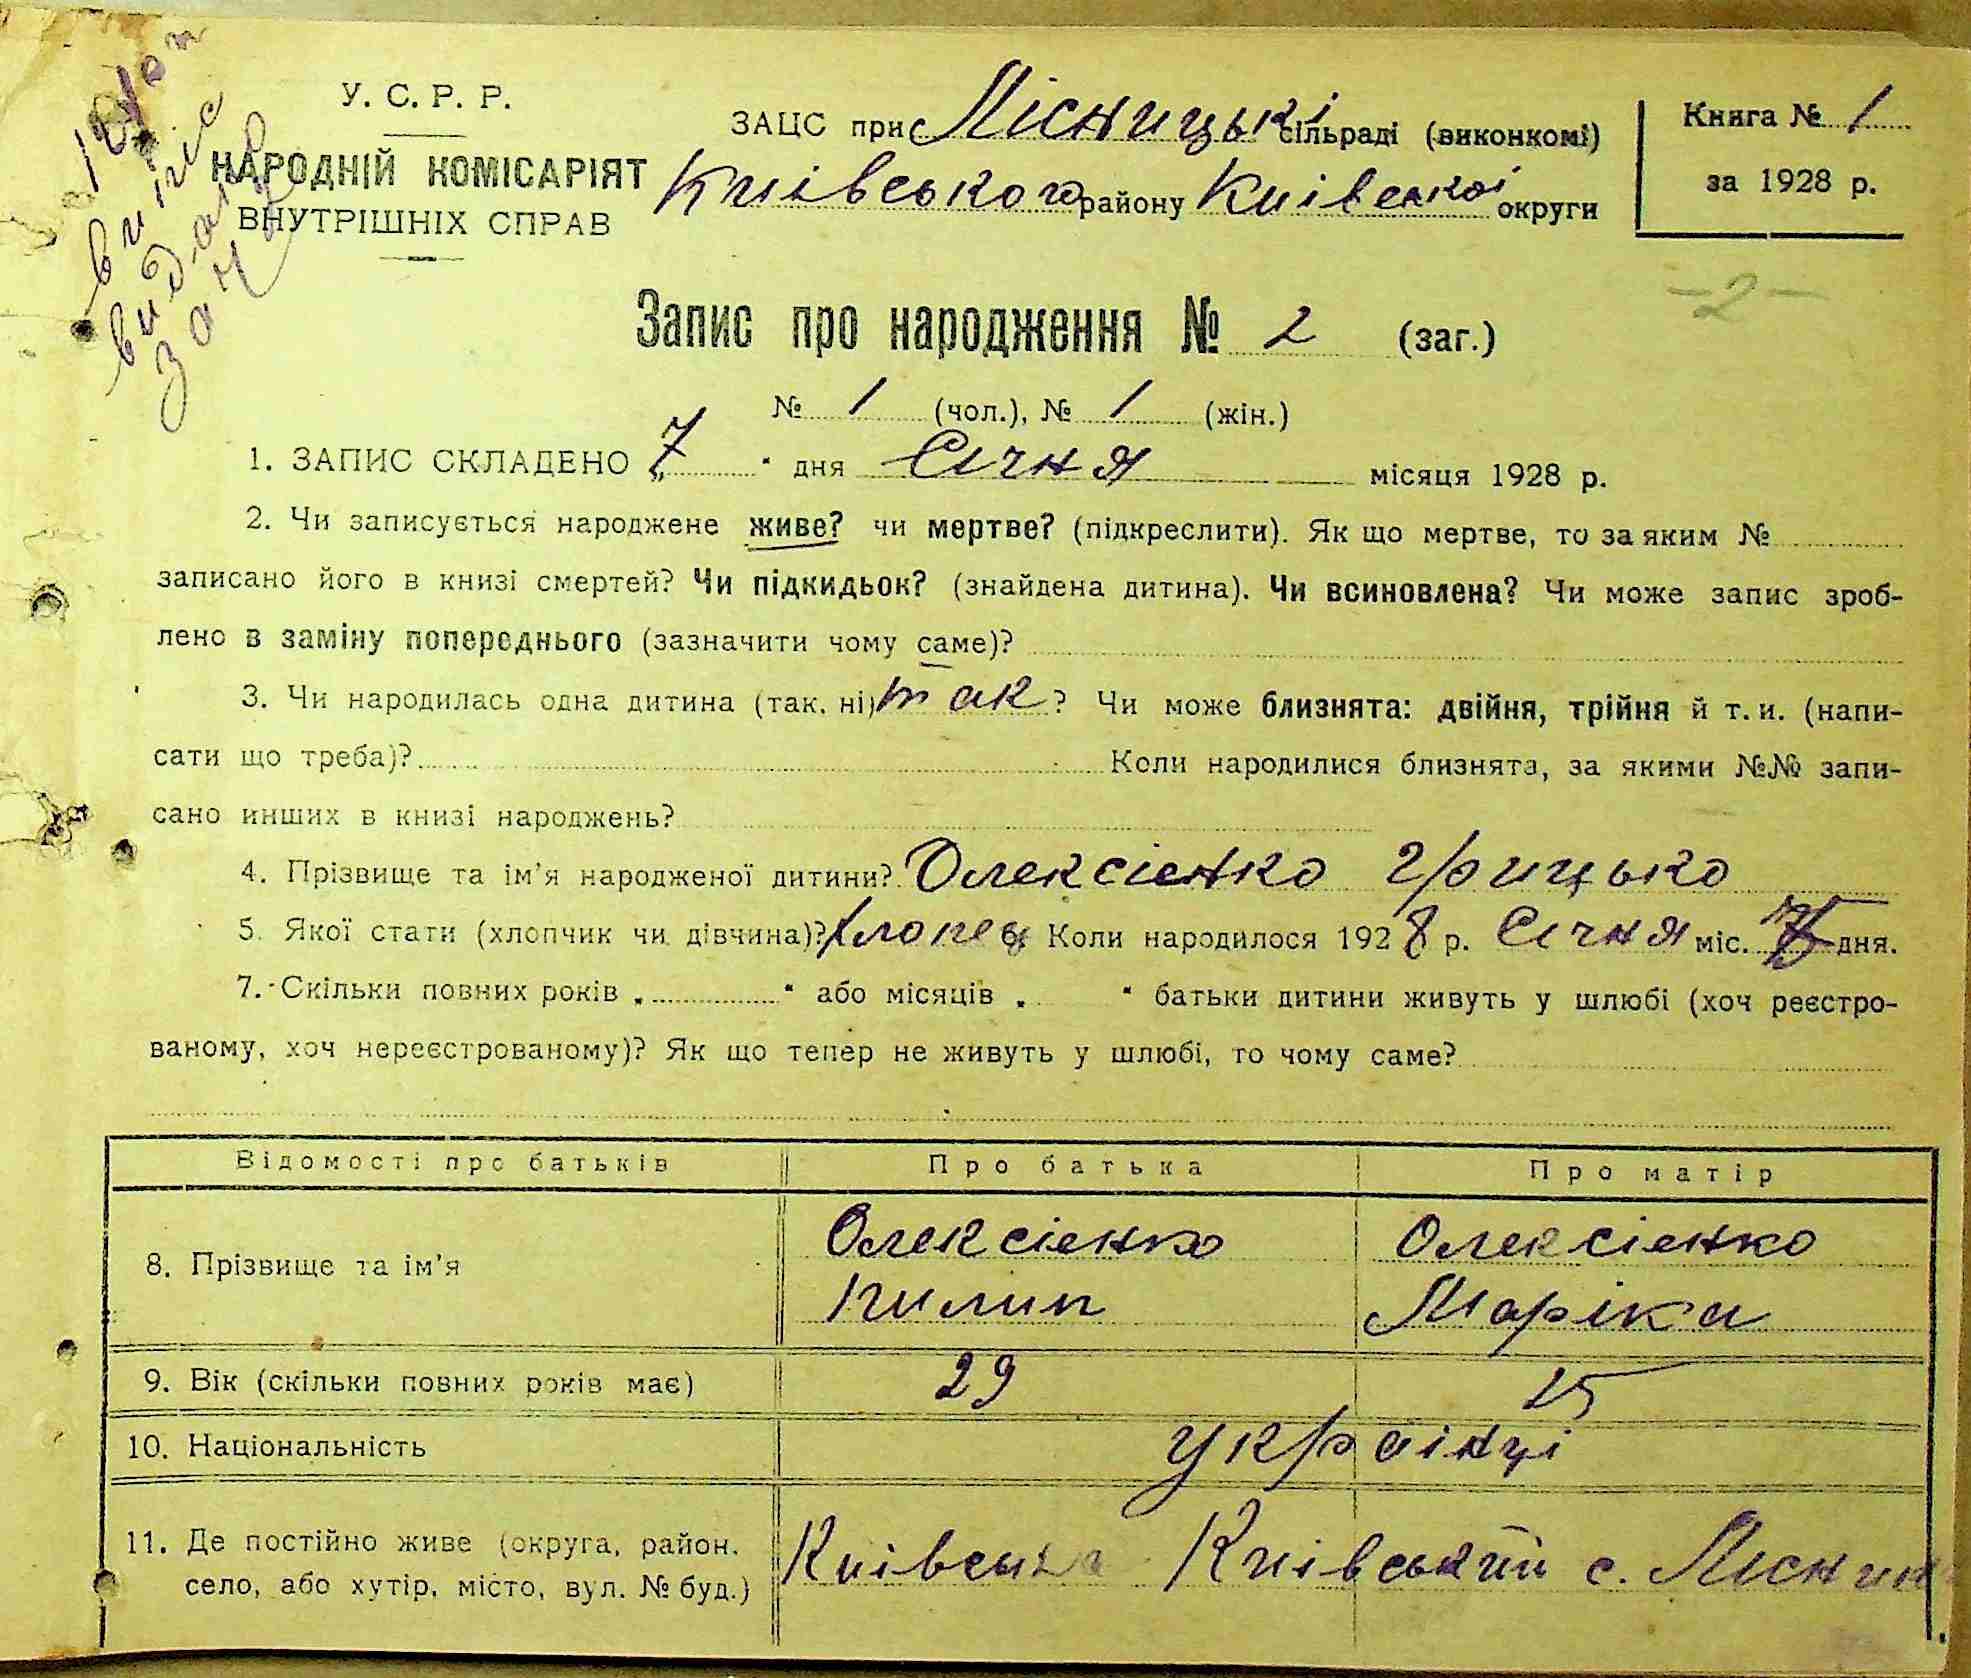 У. С. Р. Р.
НАРОДНІЙ КОМІСАРІЯТ
ВНУТРІШНІХ СПРАВ
випис
видано
ЗАЦС при Лісницькі сільраді (виконкомі)
Київського району Київської округи
Книга № 1
за 1928 р.
- 2 -
Запис про народження № 2 (заг.)
№ 1 (чол.), № 1 (жін.)
1. ЗАПИС СКЛАДЕНО „ 7 “ дня Січня місяця 1928 р.
2. Чи записується народжене живе? чи мертве? (підкреслити). Як що мертве, то за яким №
записано його в книзі смертей? Чи підкидьок? (знайдена дитина). Чи всиновлена? Чи може запис зроб-
лено в заміну попереднього (зазначити чому саме)?
3. Чи народилась одна дитина (так, ні) так? Чи може близнята: двійня, трійня й т. и. (напи-
сати що треба)? Коли народилися близнята, за якими №№ запи-
сано инших в книзі народжень?
4. Прізвище та ім'я народженої дитини? Олексієнко Грицько
5. Якої стати (хлопчик чи дівчина)? Хлопець Коли народилося 1928 р. Січня міс. дня.
7. Скільки повних років „ “ або місяців „ “ батьки дитини живуть у шлюбі (хоч реєстро-
ваному, хоч нереєстрованому)? Як що тепер не живуть у шлюбі, то чому саме?
Відомості про батьків Про батька Про матір
8. Прізвище та ім'я Олексієнко Пилип Олексієнко Маріка
9. Вік (скільки повних років має) 29 25
10. Національність Українці
11. Де постійно живе (округа, район,
село, або хутір, місто, вул. № буд.) Київська Київський с. Лісники